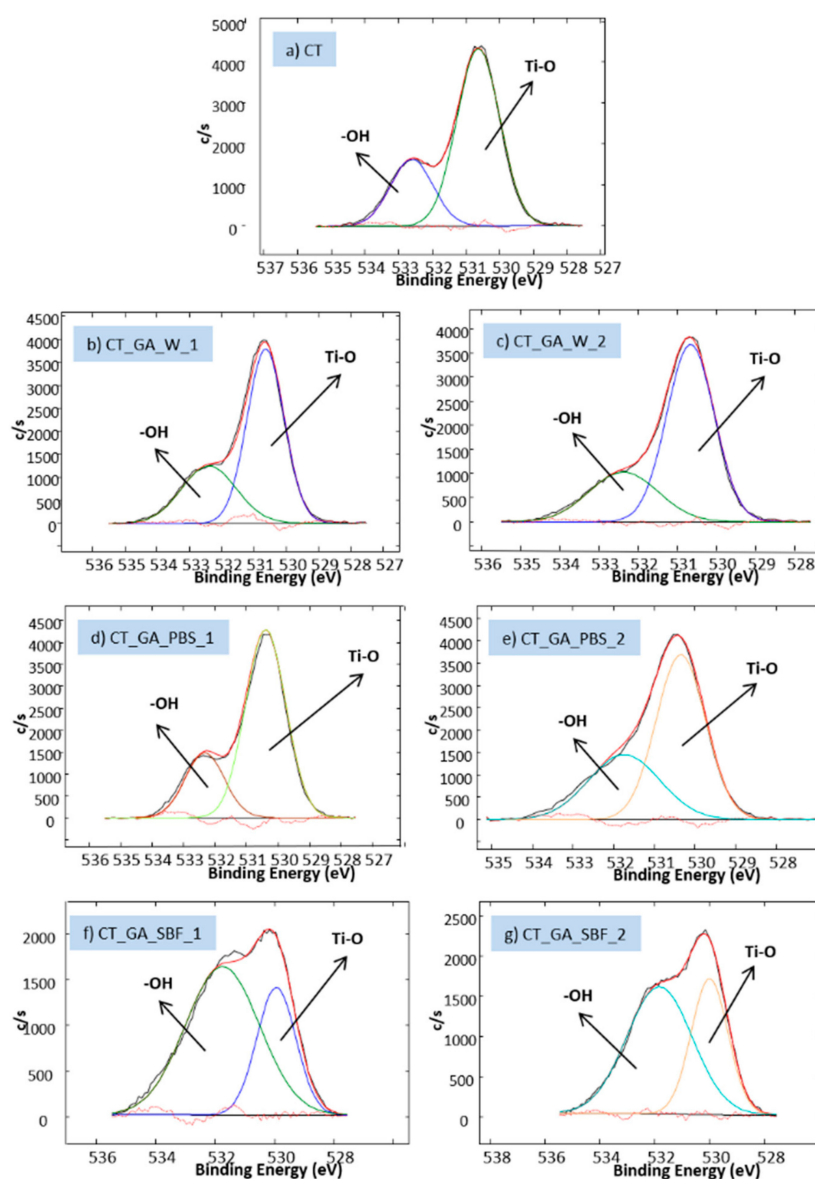 5000
a) CT
4000
Ti-O
3000
-OH
c/s
2000
1000
0
537 536 535 534 533 532 531 530 529 528 527
Binding Energy (eV)
4500
b) CT_GA_W_1
4000
3500
Ti-O
3000
2500
-OH
c/s
2000
1500
1000
500
0
536 535 534 533 532 531 530 529 528 527
Binding Energy (eV)
4000
c) CT_GA_W_2
3500
3000
Ti-O
2500
-OH
c/s
2000
1500
1000
500
0
536 535 534 533 532 531 530 529 528
Binding Energy (eV)
4500
d) CT_GA_PBS_1
4000
3500
Ti-O
3000
-OH
2500
c/s
2000
1500
1000
500
0
536 535 534 533 532 531 530 529 528 527
Binding Energy (eV)
4500
e) CT_GA_PBS_2
4000
3500
Ti-O
3000
-OH
2500
c/s
2000
1500
1000
500
0
535 534 533 532 531 530 529 528
Binding Energy (eV)
f) CT_GA_SBF_1
2000
Ti-O
1500
-OH
c/s
1000
500
0
536 534 532 530 528
Binding Energy (eV)
2500
g) CT_GA_SBF_2
2000
Ti-O
-OH
1500
c/s
1000
500
0
538 536 534 532 530 528
Binding Energy (eV)